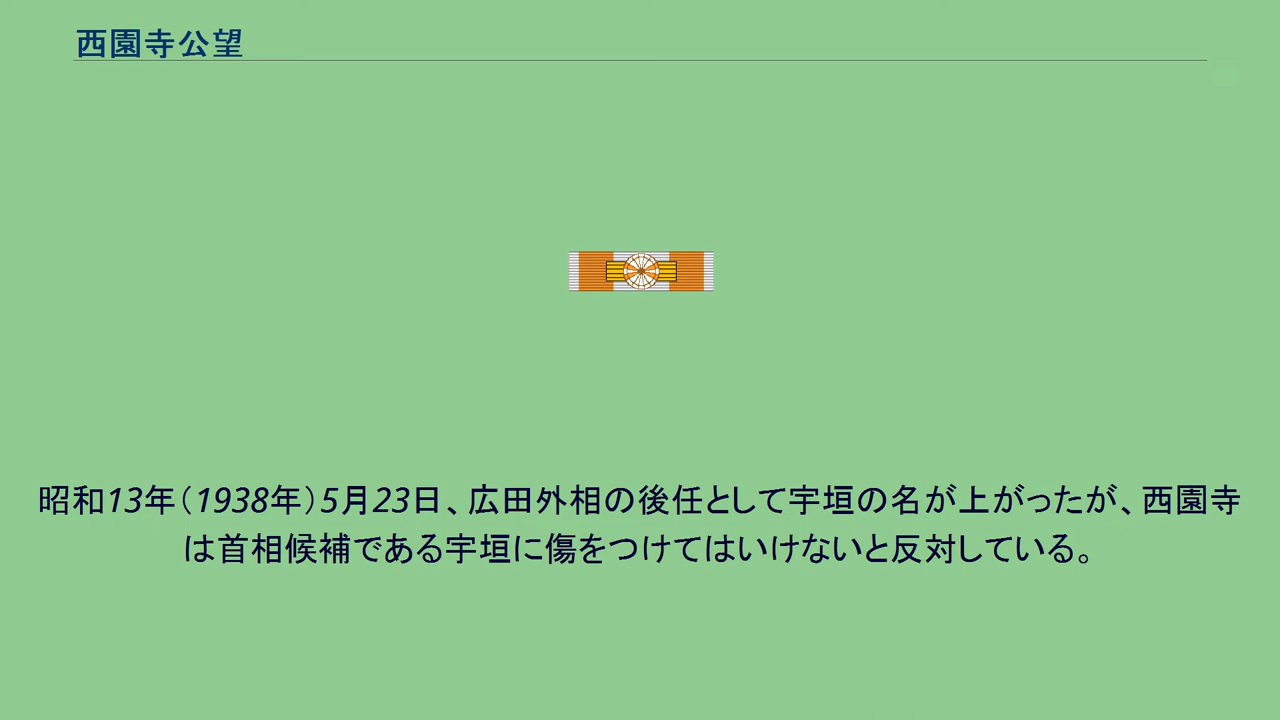 西園寺公望
昭和13年（1938年）5月23日、広田外相の後任として宇垣の名が上がったが、西園寺
は首相候補である宇垣に傷をつけてはいけないと反対している。